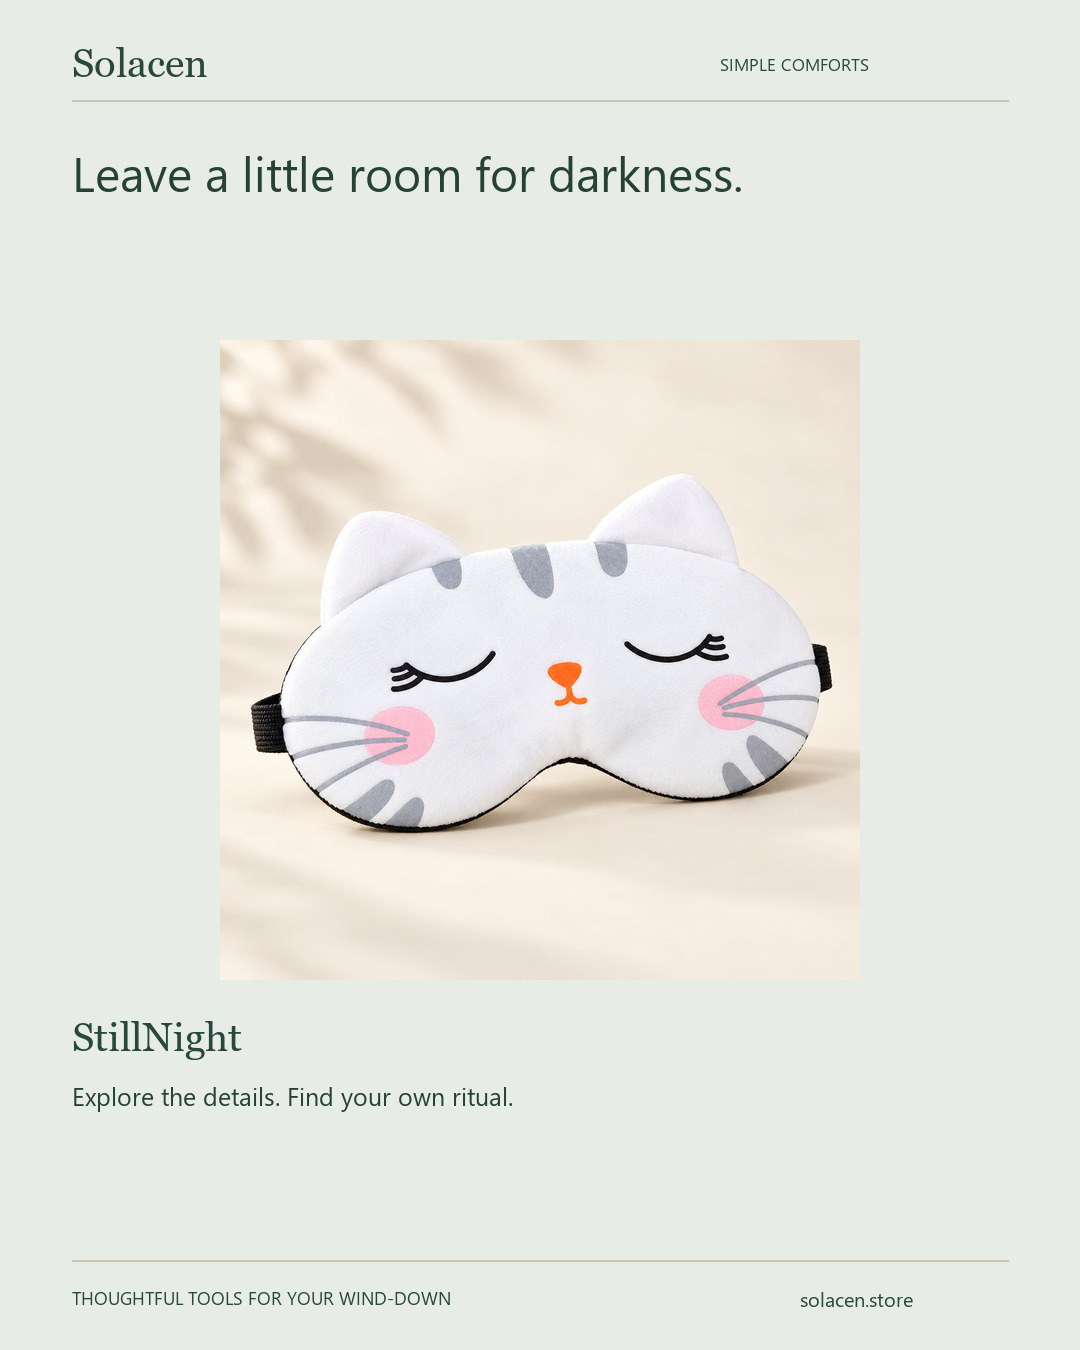 Solacen
SIMPLE COMFORTS
Leave a little room for darkness.
StillNight
Explore the details. Find your own ritual.
THOUGHTFUL TOOLS FOR YOUR WIND-DOWN
solacen.store